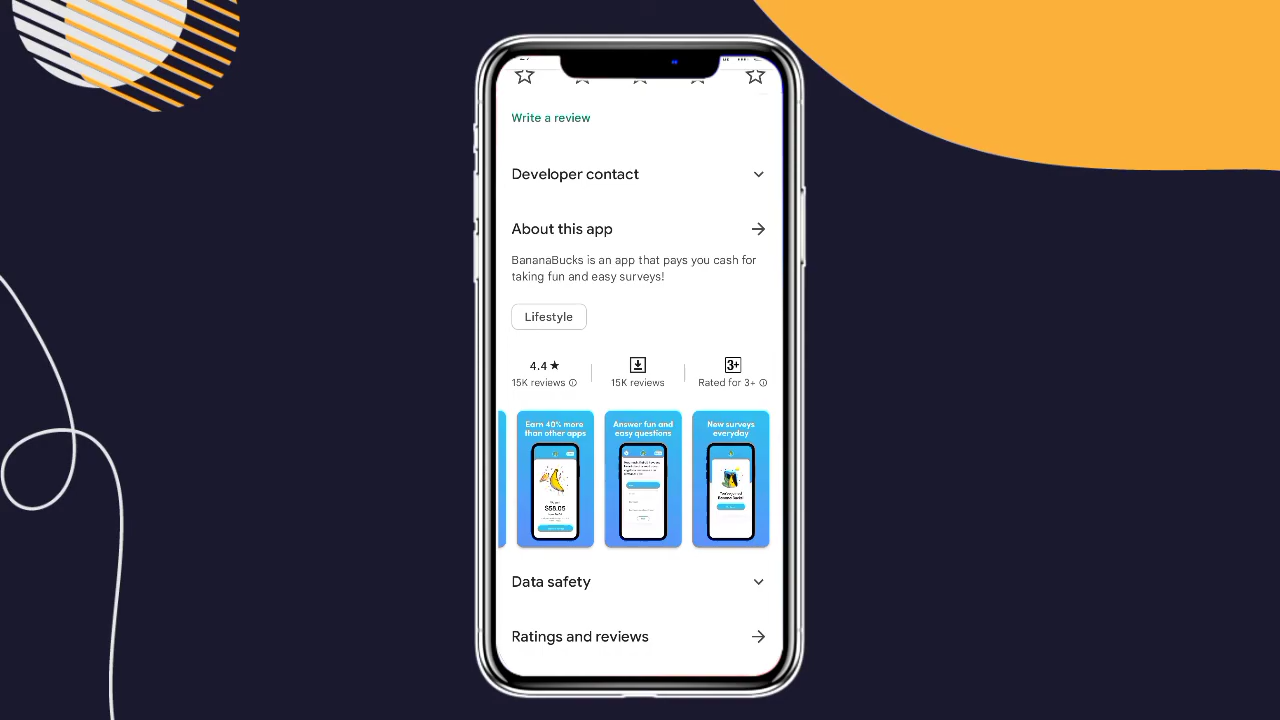 Write a review
Developer contact
About this app
BananaBucks is an app that pays you cash for
taking fun and easy surveys!
Lifestyle
4.4★
15K reviews
15K reviews
3+
Rated for 3+
Earn 40% more
than other apps
Answer fun and
easy questions
New surveys
everyday
Data safety
Ratings and reviews